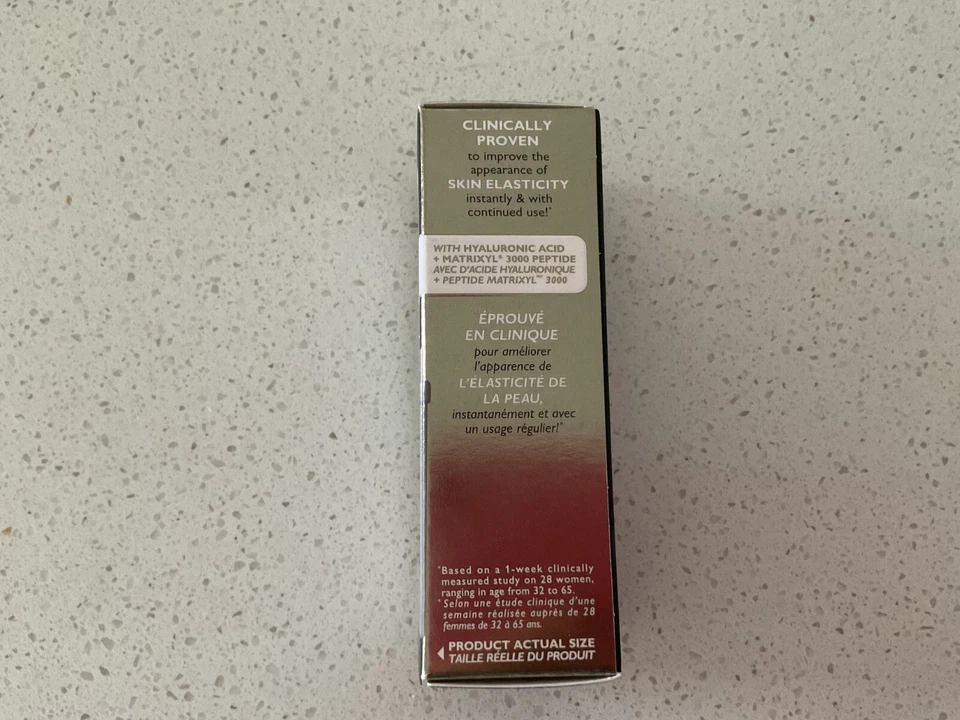 CLINICALLY
PROVEN
to improve the
appearance of
SKIN ELASTICITY
instantly & with
continued use!*
WITH HYALURONIC ACID
+ MATRIXYL® 3000 PEPTIDE
AVEC D'ACIDE HYALURONIQUE
+ PEPTIDE MATRIXYL™ 3000
ÉPROUVÉ
EN CLINIQUE
pour améliorer
l'apparence de
L'ÉLASTICITÉ DE
LA PEAU,
instantanément et avec
un usage régulier!*
*Based on a 1-week clinically
measured study on 28 women,
ranging in age from 32 to 65.
*Selon une étude clinique d'une
semaine réalisée auprès de 28
femmes de 32 à 65 ans.
PRODUCT ACTUAL SIZE
TAILLE RÉELLE DU PRODUIT